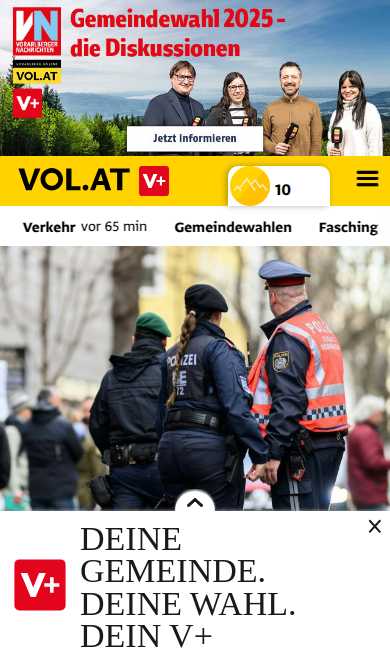 VN
VORARLBERGER
NACHRICHTEN
VORARLBERG ONLINE
VOL.AT
V+
Gemeindewahl 2025 –
die Diskussionen
Jetzt informieren
VOL.AT V+ 10
Verkehr vor 65 min Gemeindewahlen Fasching
POLIZEI
POLI
V+
DEINE
GEMEINDE.
DEINE WAHL.
DEIN V+